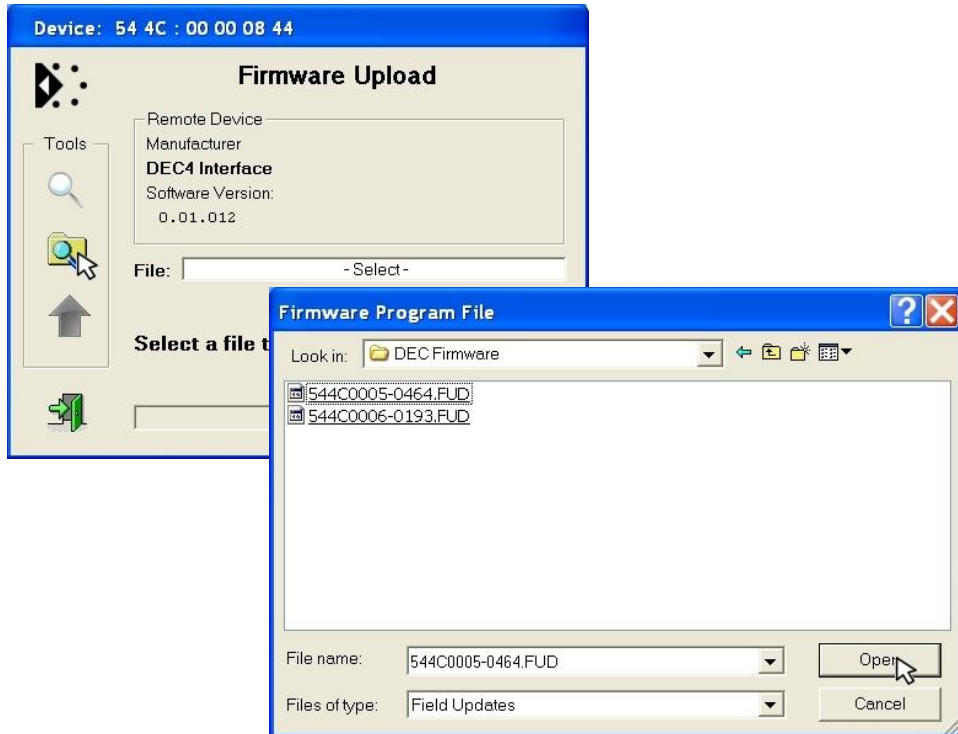 Device: 54 4C : 00 00 08 44
Firmware Upload
Tools
Remote Device
Manufacturer
DEC4 Interface
Software Version:
0.01.012
File: -Select-
Select a file t
Firmware Program File
Look in: DEC Firmware
544C0005-0464.FUD
544C0006-0193.FUD
File name: 544C0005-0464.FUD
Open
Files of type: Field Updates
Cancel